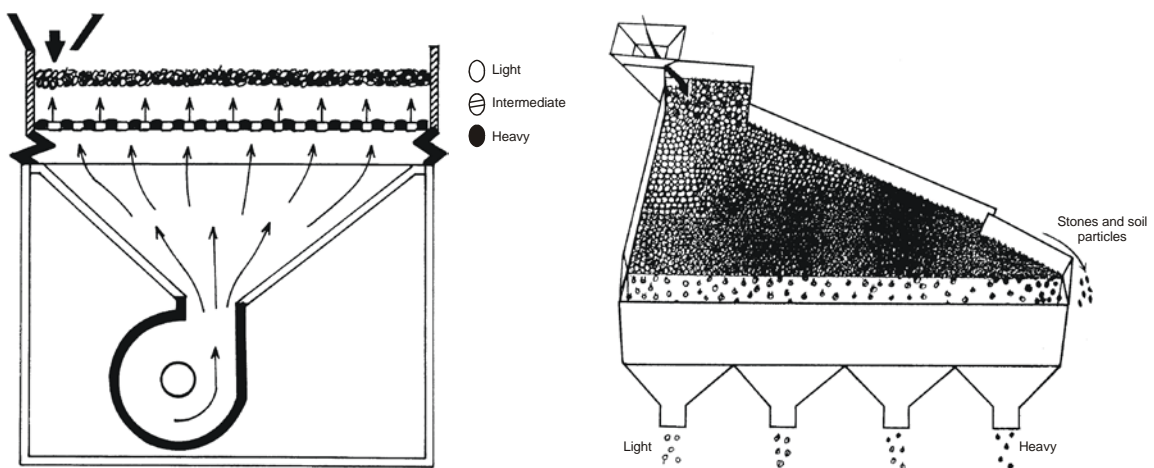 Light
Intermediate
Heavy
Stones and soil
particles
Light
Heavy